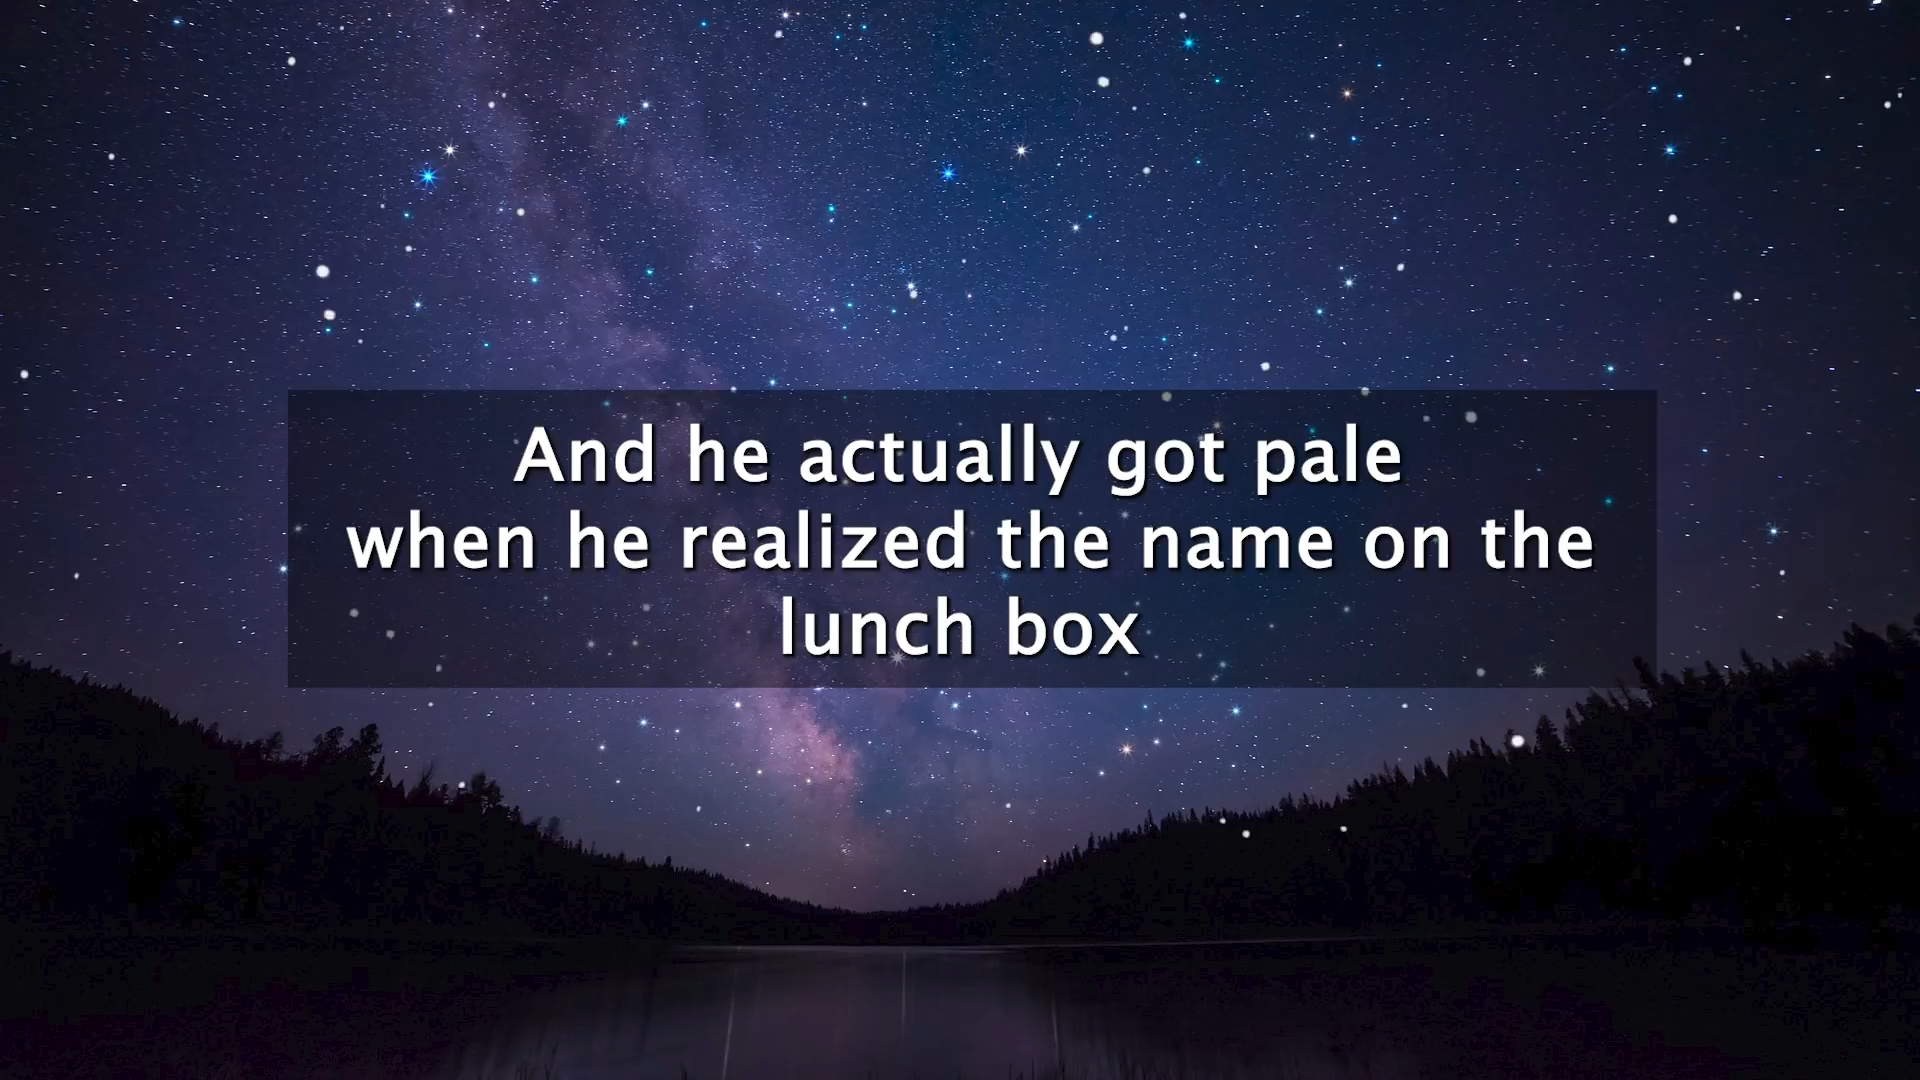 And he actually got pale
when he realized the name on the
lunch box